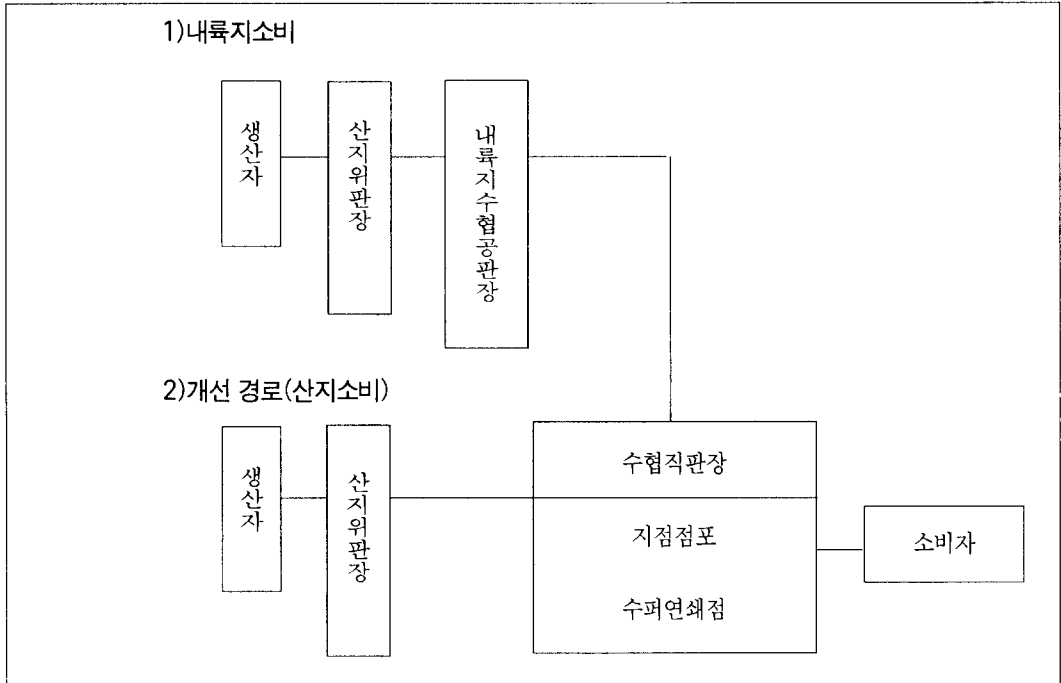 1)내륙지소비
생산자
산지위판장
내륙지수협공판장
2)개선 경로(산지소비)
생산자
산지위판장
수협직판장
지점점포
수퍼연쇄점
소비자